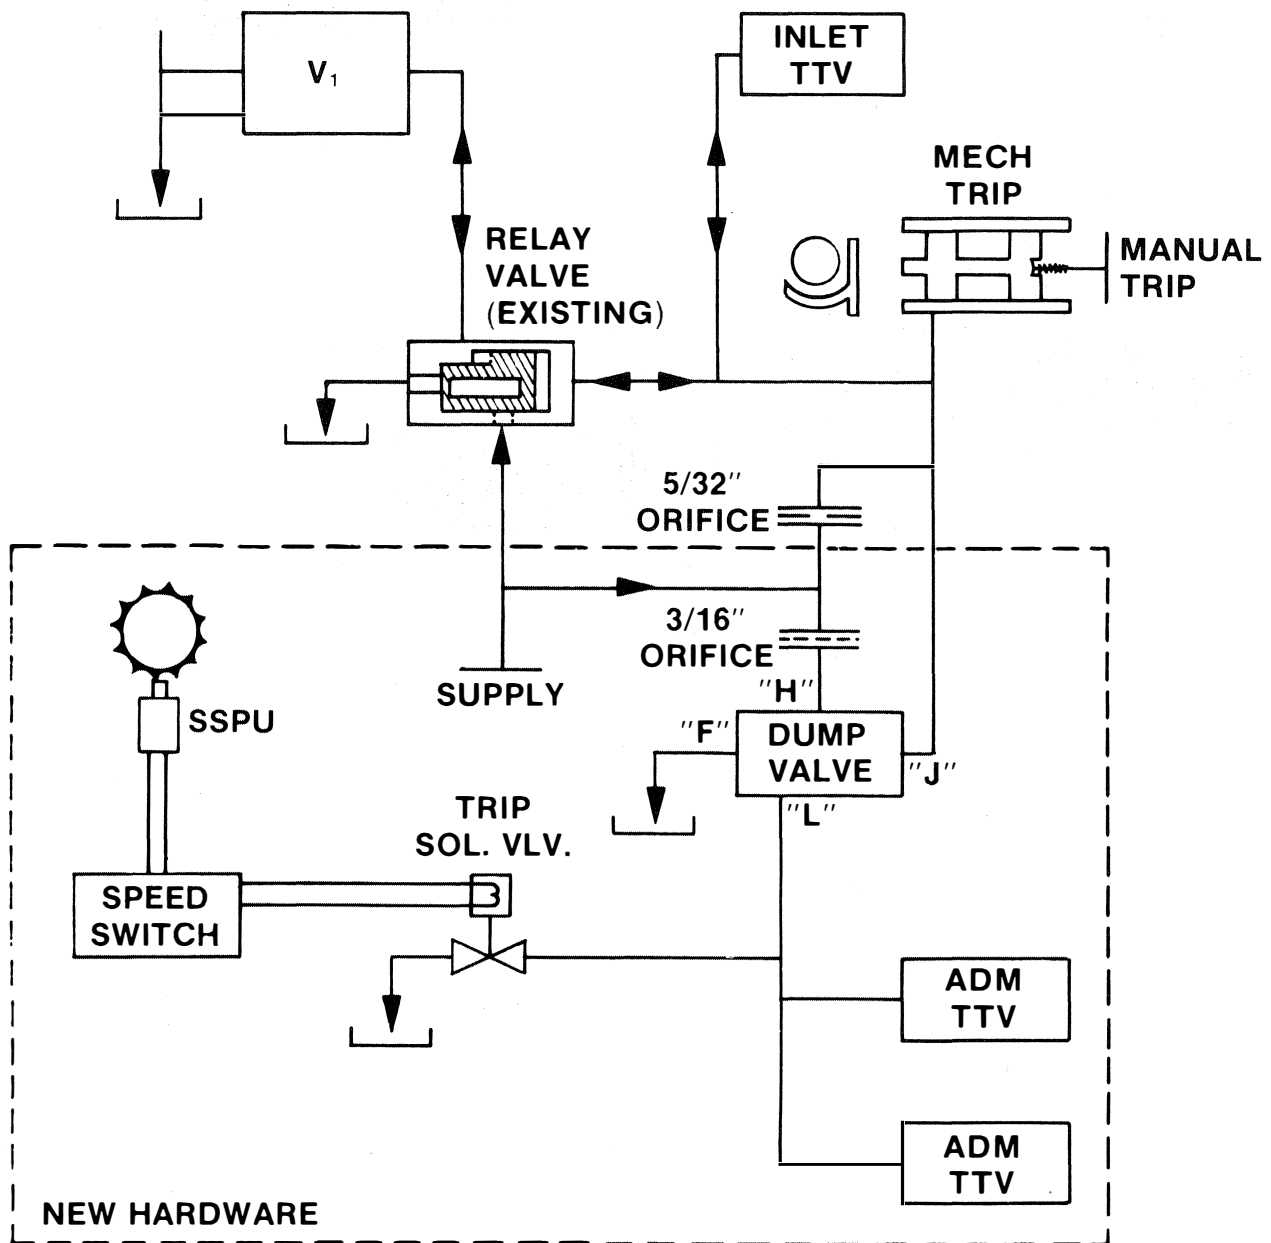 V₁
INLET
TTV
MECH
TRIP
MANUAL
TRIP
RELAY
VALVE
(EXISTING)
5/32"
ORIFICE
3/16"
ORIFICE
SUPPLY
"H"
"F"
DUMP
VALVE
"J"
"L"
SSPU
TRIP
SOL. VLV.
SPEED
SWITCH
ADM
TTV
ADM
TTV
NEW HARDWARE